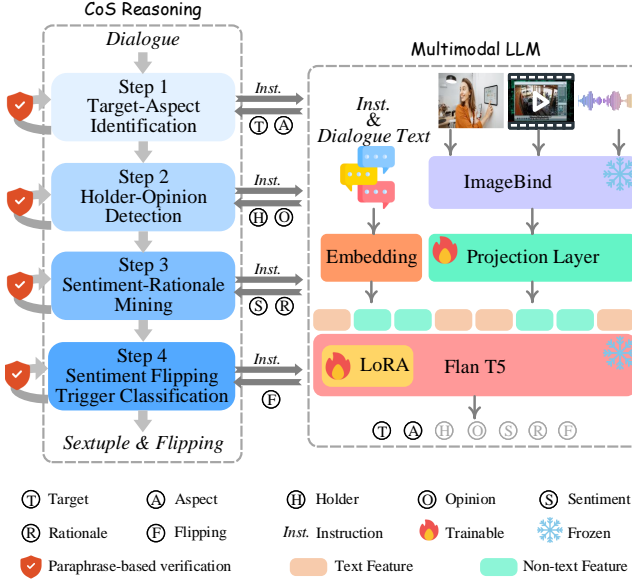 CoS Reasoning
Dialogue
Step 1
Target-Aspect
Identification
Inst.
T A
Step 2
Holder-Opinion
Detection
Inst.
H O
Step 3
Sentiment-Rationale
Mining
Inst.
S R
Step 4
Sentiment Flipping
Trigger Classification
Inst.
F
Sextuple & Flipping
Multimodal LLM
Inst.
&
Dialogue Text
ImageBind
Embedding
Projection Layer
LoRA
Flan T5
T A H O S R F
T Target
A Aspect
H Holder
O Opinion
S Sentiment
R Rationale
F Flipping
Inst. Instruction
Trainable
Frozen
Paraphrase-based verification
Text Feature
Non-text Feature